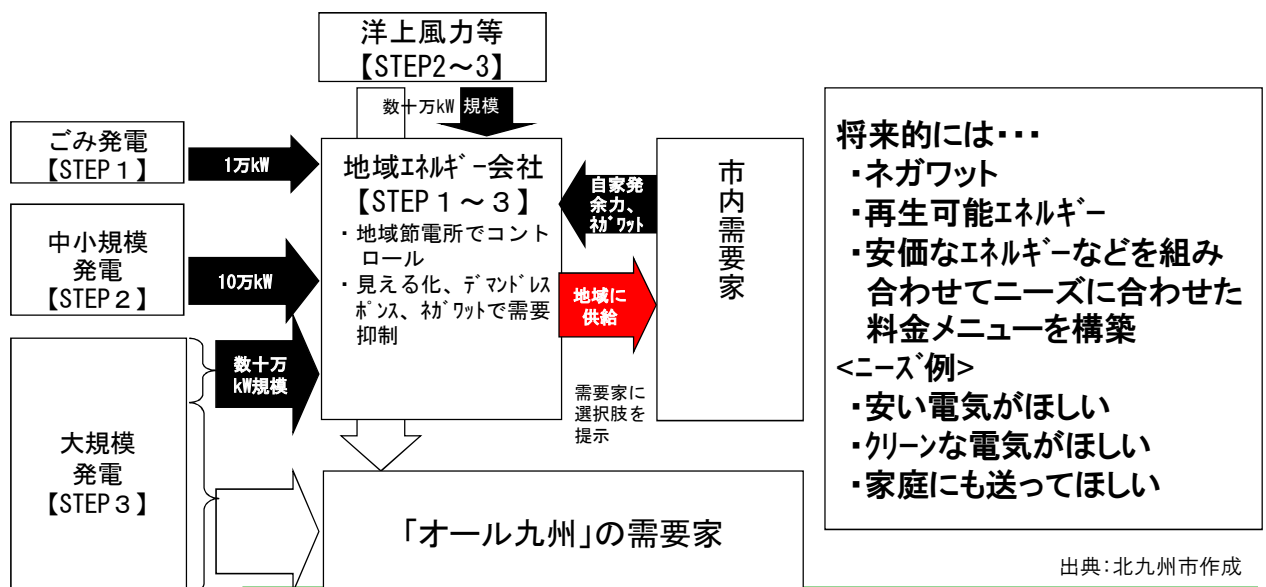 洋上風力等
【STEP2～3】
数十万kW 規模
ごみ発電
【STEP１】
1万kW
中小規模
発電
【STEP２】
10万kW
大規模
発電
【STEP３】
数十万
kW規模
地域ｴﾈﾙｷﾞｰ会社
【STEP１～３】
・地域節電所でコント
ロール
・見える化、ﾃﾞﾏﾝﾄﾞﾚｽ
ﾎﾟﾝｽ、ﾈｶﾞﾜｯﾄで需要
抑制
自家発
余力、
ﾈｶﾞﾜｯﾄ
地域に
供給
需要家に
選択肢を
提示
市内需要家
「オール九州」の需要家
将来的には・・・
・ネガワット
・再生可能ｴﾈﾙｷﾞｰ
・安価なｴﾈﾙｷﾞｰなどを組み
合わせてニーズに合わせた
料金メニューを構築
<ﾆｰｽﾞ例>
・安い電気がほしい
・ｸﾘｰﾝな電気がほしい
・家庭にも送ってほしい
出典：北九州市作成